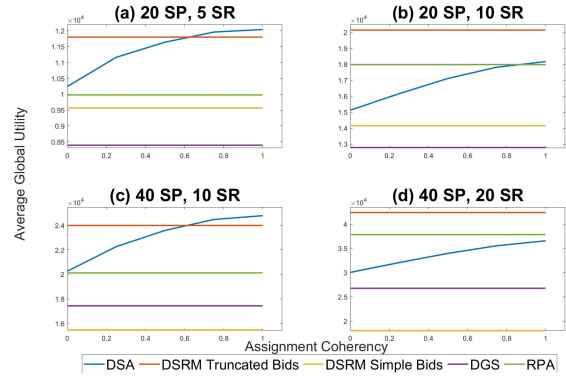 (a) 20 SP, 5 SR
(b) 20 SP, 10 SR
×10⁴
1.2
1.15
1.1
1.05
1
0.95
0.9
0.85
0 0.2 0.4 0.6 0.8 1
×10⁴
2
1.9
1.8
1.7
1.6
1.5
1.4
1.3
0 0.2 0.4 0.6 0.8 1
Average Global Utility
(c) 40 SP, 10 SR
(d) 40 SP, 20 SR
×10⁴
2.4
2.2
2
1.8
1.6
0 0.2 0.4 0.6 0.8 1
×10⁴
4
3.5
3
2.5
2
0 0.2 0.4 0.6 0.8 1
Assignment Coherency
DSA DSRM Truncated Bids DSRM Simple Bids DGS RPA